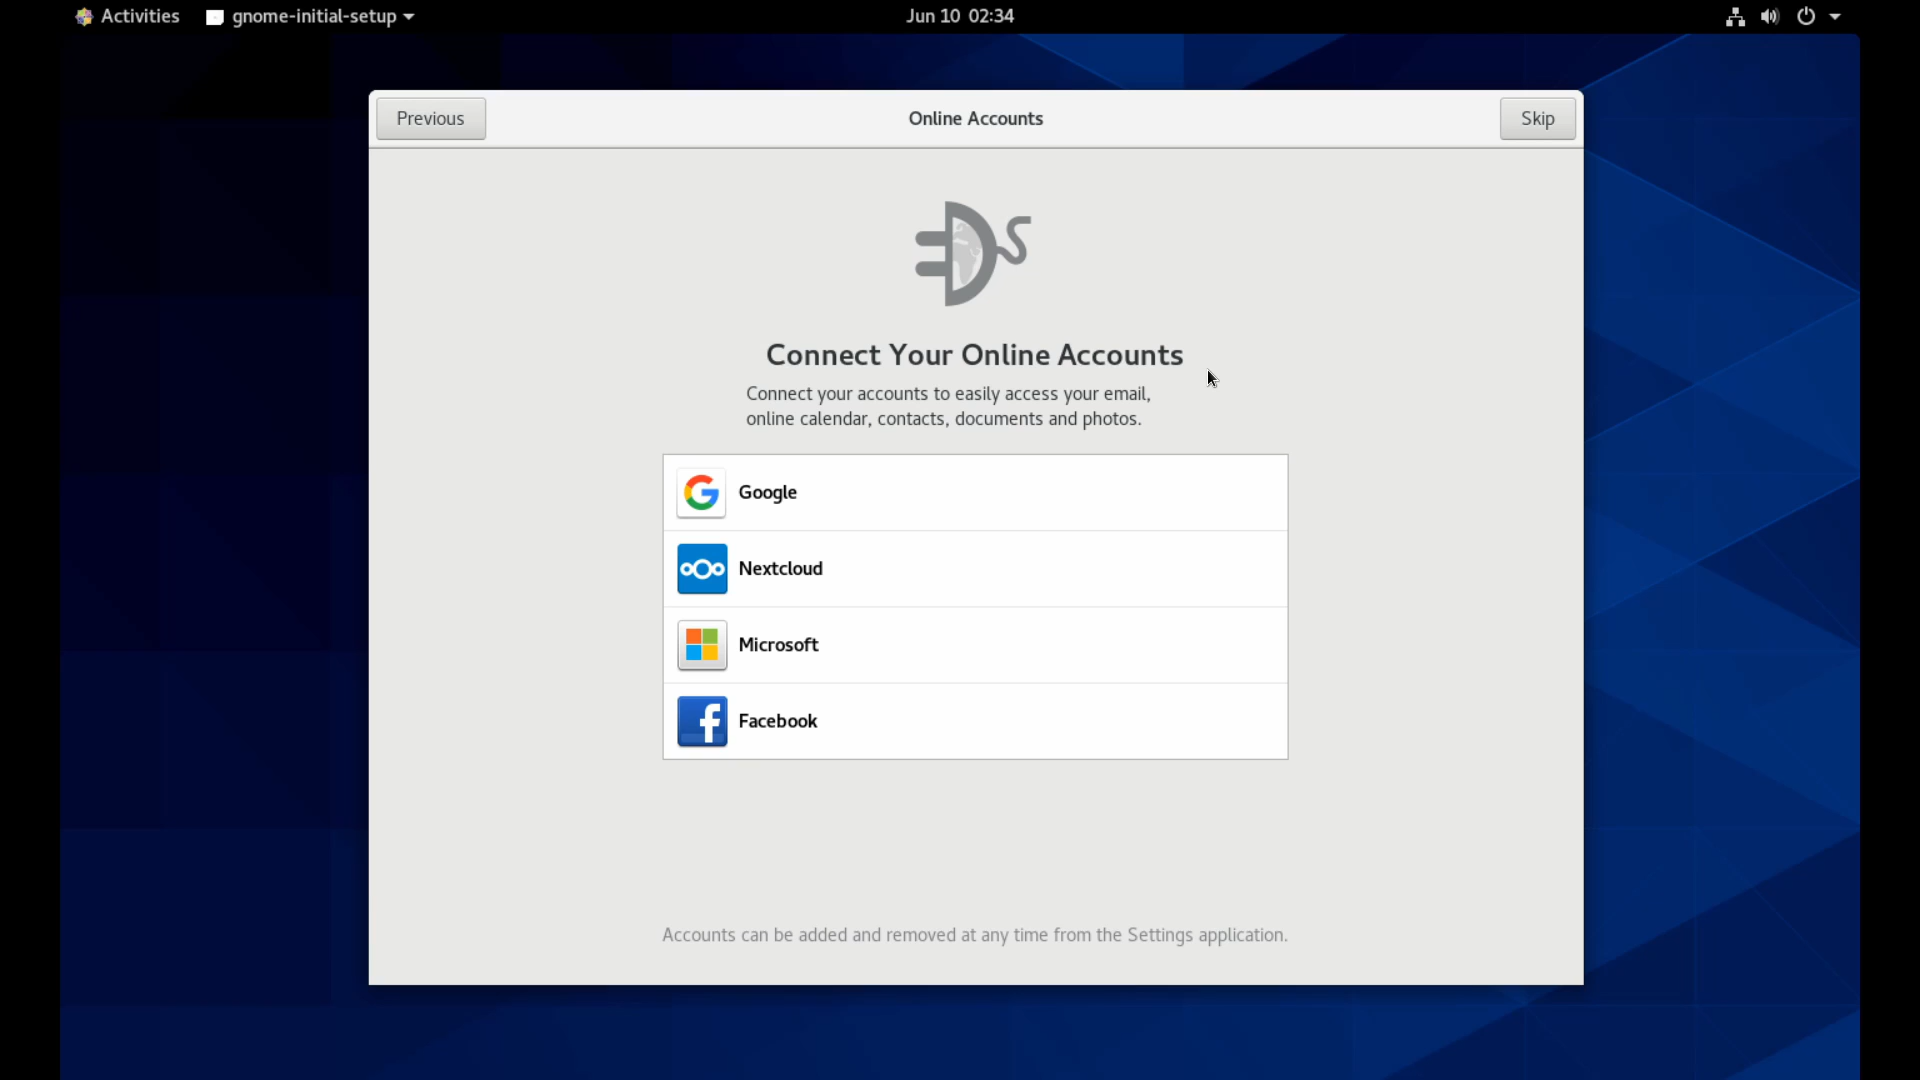 Activities
gnome-initial-setup
Jun 10 02:34
Previous
Online Accounts
Skip
Connect Your Online Accounts
Connect your accounts to easily access your email,
online calendar, contacts, documents and photos.
Google
Nextcloud
Microsoft
Facebook
Accounts can be added and removed at any time from the Settings application.